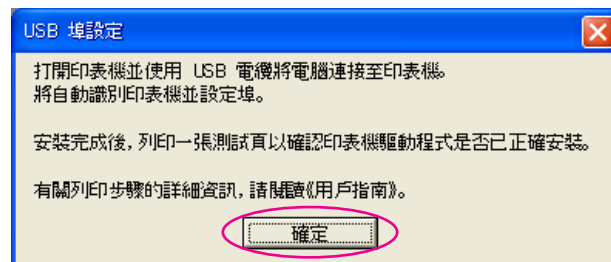 USB 埠設定
打開印表機並使用 USB 電纜將電腦連接至印表機。
將自動識別印表機並設定埠。
安裝完成後，列印一張測試頁以確認印表機驅動程式是否已正確安裝。
有關列印步驟的詳細資訊，請閱讀《用戶指南》。
確定